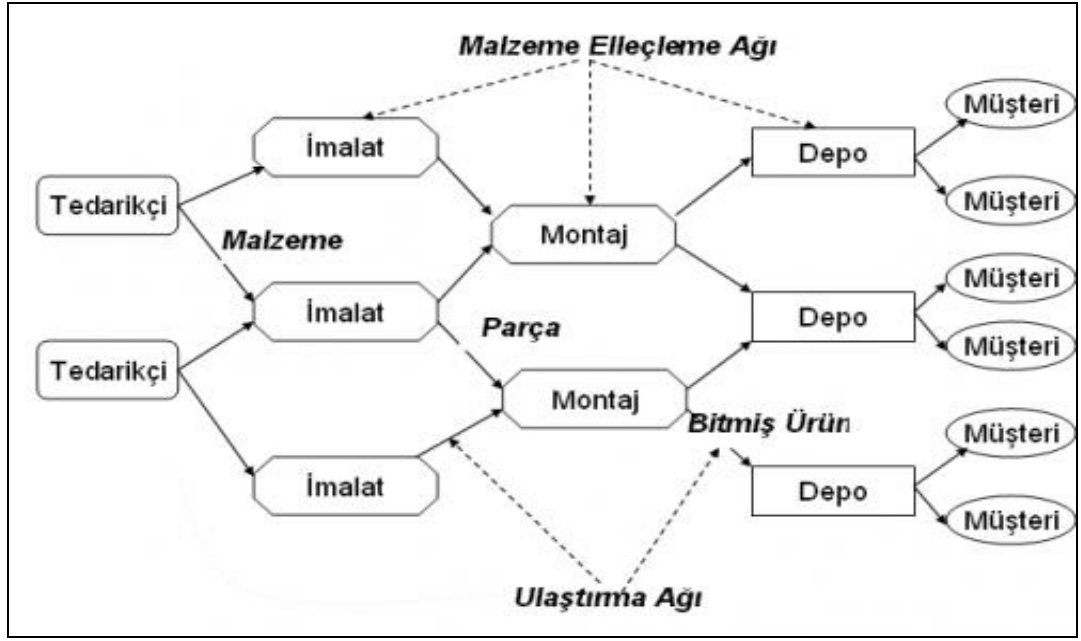 Malzeme Elleçleme Ağı
Müşteri
İmalat
Depo
Tedarikçi
Müşteri
Montaj
Malzeme
Müşteri
İmalat
Parça
Depo
Müşteri
Tedarikçi
Montaj
Bitmiş Ürün
Müşteri
İmalat
Depo
Müşteri
Ulaştırma Ağı